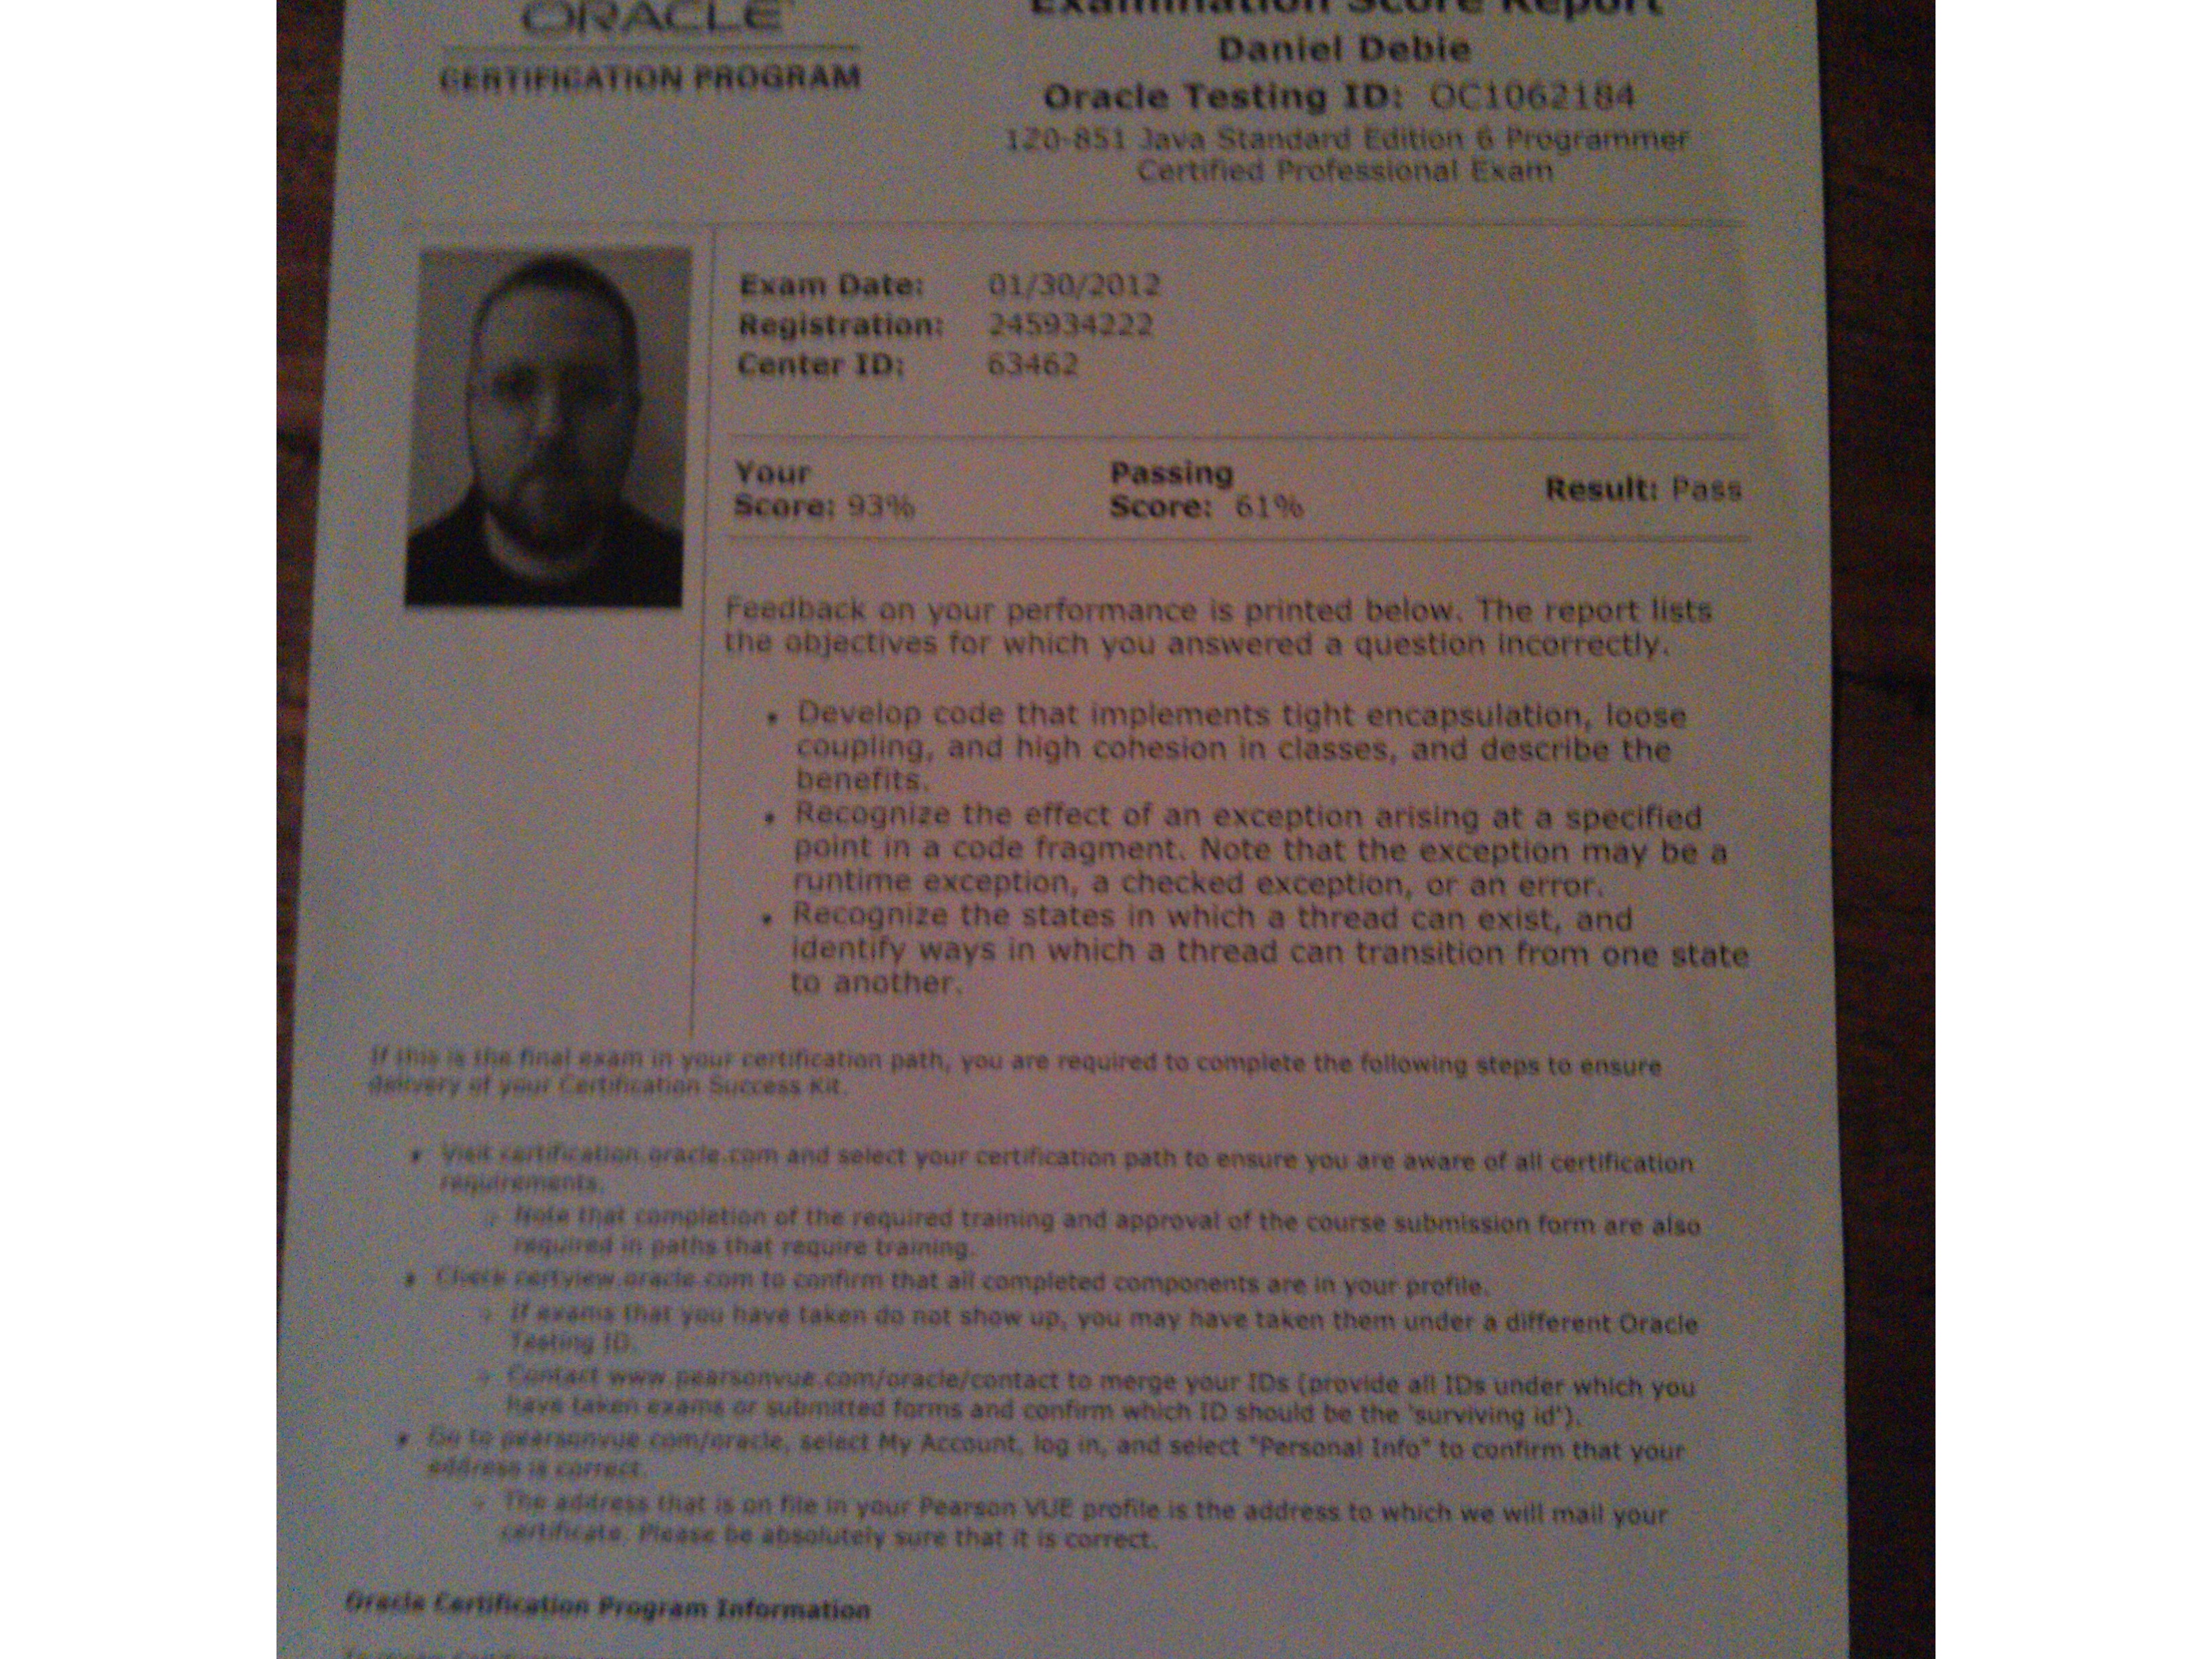 ORACLE
CERTIFICATION PROGRAM
Examination Score Report
Daniel Debie
Oracle Testing ID: OC1062184
1Z0-851 Java Standard Edition 6 Programmer
Certified Professional Exam
Exam Date: 01/30/2012
Registration: 245934222
Center ID: 63462
Your
Score: 93%
Passing
Score: 61%
Result: Pass
Feedback on your performance is printed below. The report lists
the objectives for which you answered a question incorrectly.
• Develop code that implements tight encapsulation, loose
coupling, and high cohesion in classes, and describe the
benefits.
• Recognize the effect of an exception arising at a specified
point in a code fragment. Note that the exception may be a
runtime exception, a checked exception, or an error.
• Recognize the states in which a thread can exist, and
identify ways in which a thread can transition from one state
to another.
If this is the final exam in your certification path, you are required to complete the following steps to ensure
delivery of your Certification Success Kit.
• Visit certification.oracle.com and select your certification path to ensure you are aware of all certification
requirements.
○ Note that completion of the required training and approval of the course submission form are also
required in paths that require training.
• Check certview.oracle.com to confirm that all completed components are in your profile.
○ If exams that you have taken do not show up, you may have taken them under a different Oracle
Testing ID.
○ Contact www.pearsonvue.com/oracle/contact to merge your IDs (provide all IDs under which you
have taken exams or submitted forms and confirm which ID should be the 'surviving id').
• Go to pearsonvue.com/oracle, select My Account, log in, and select "Personal Info" to confirm that your
address is correct.
○ The address that is on file in your Pearson VUE profile is the address to which we will mail your
certificate. Please be absolutely sure that it is correct.
Oracle Certification Program Information